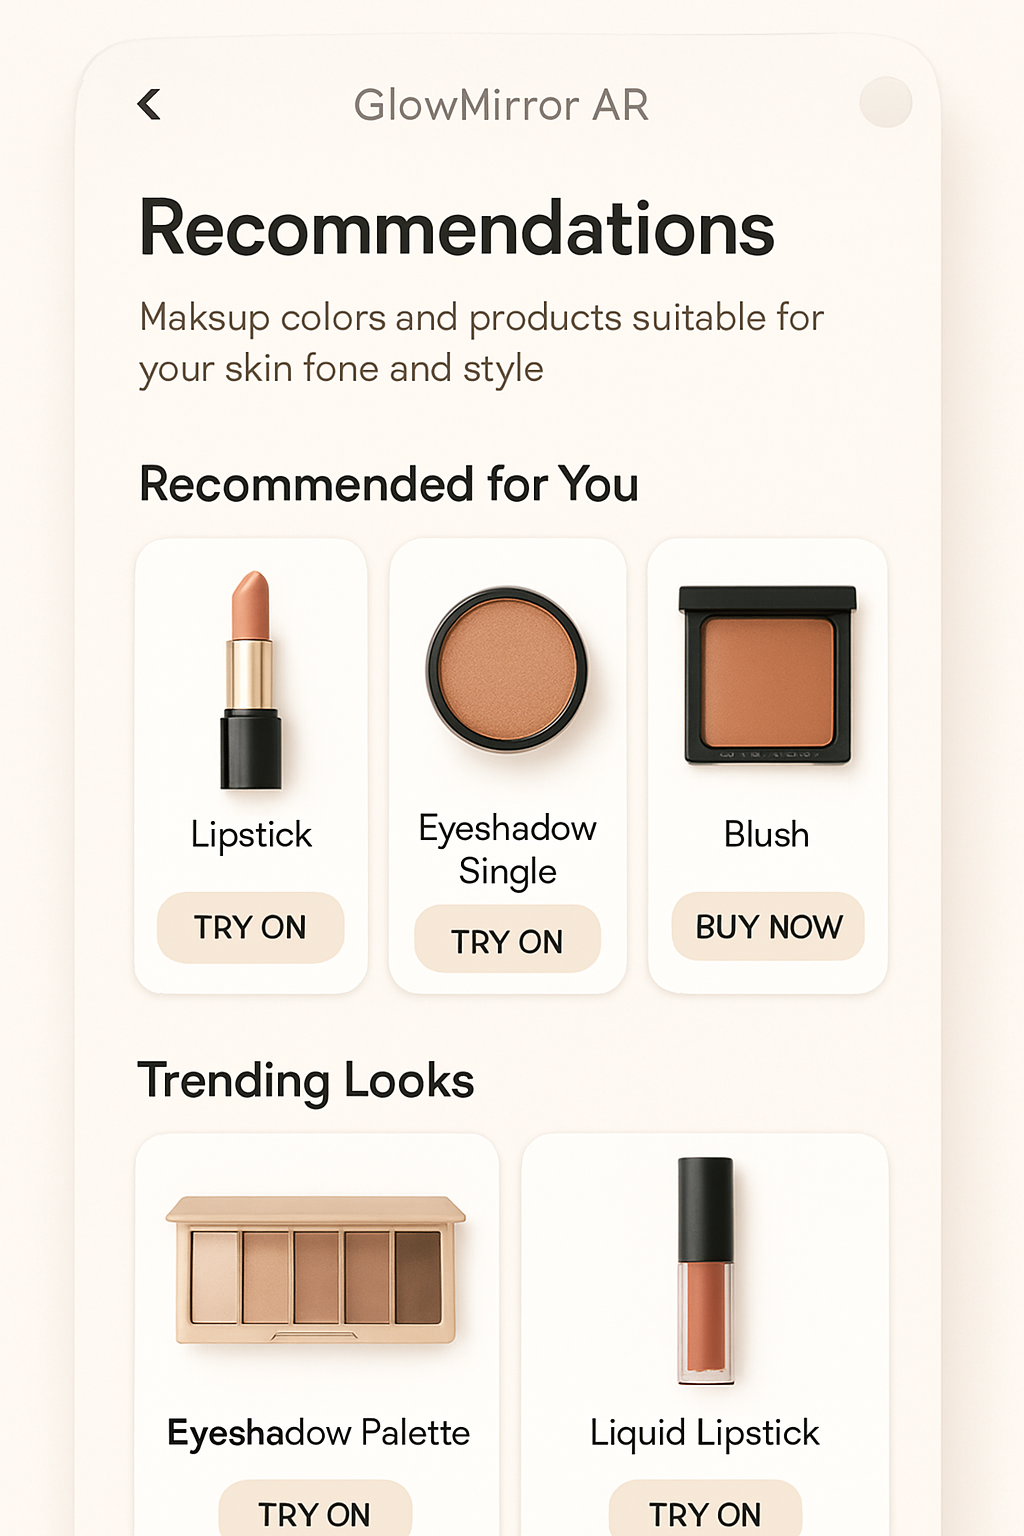 GlowMirror AR
Recommendations
Maksup colors and products suitable for
your skin fone and style
Recommended for You
Lipstick
TRY ON
Eyeshadow
Single
TRY ON
Blush
BUY NOW
Trending Looks
Eyeshadow Palette
TRY ON
Liquid Lipstick
TRY ON